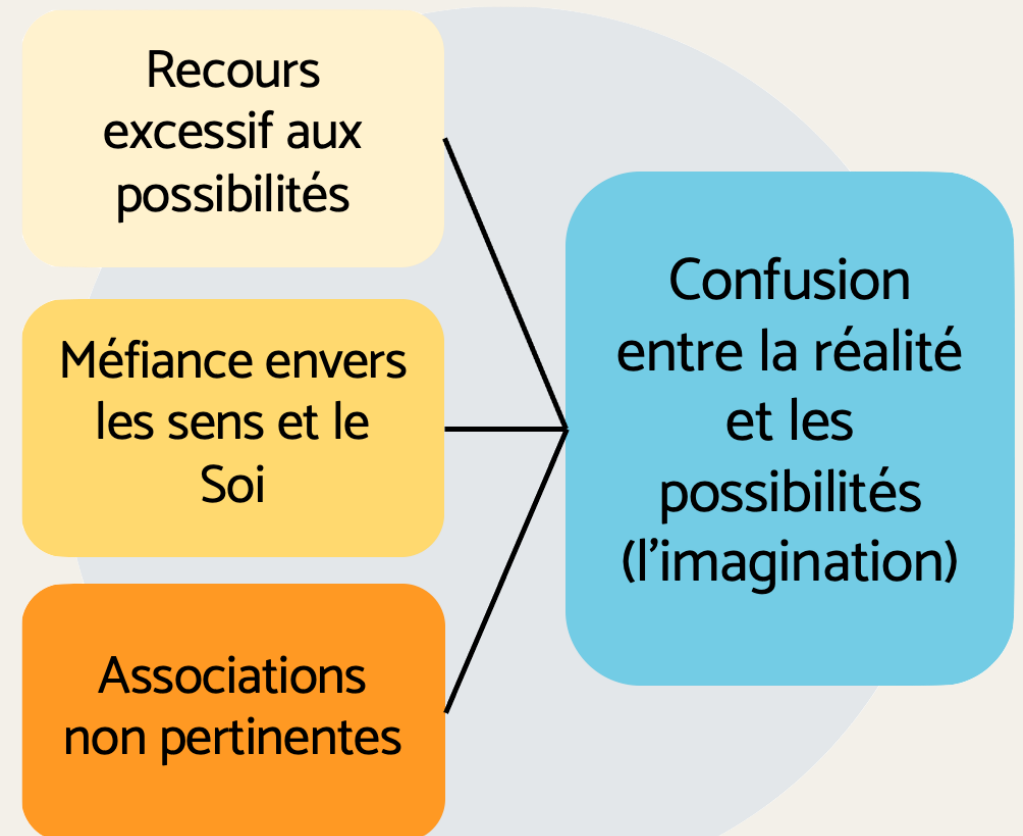 Recours
excessif aux
possibilités
Méfiance envers
les sens et le
Soi
Associations
non pertinentes
Confusion
entre la réalité
et les
possibilités
(l’imagination)